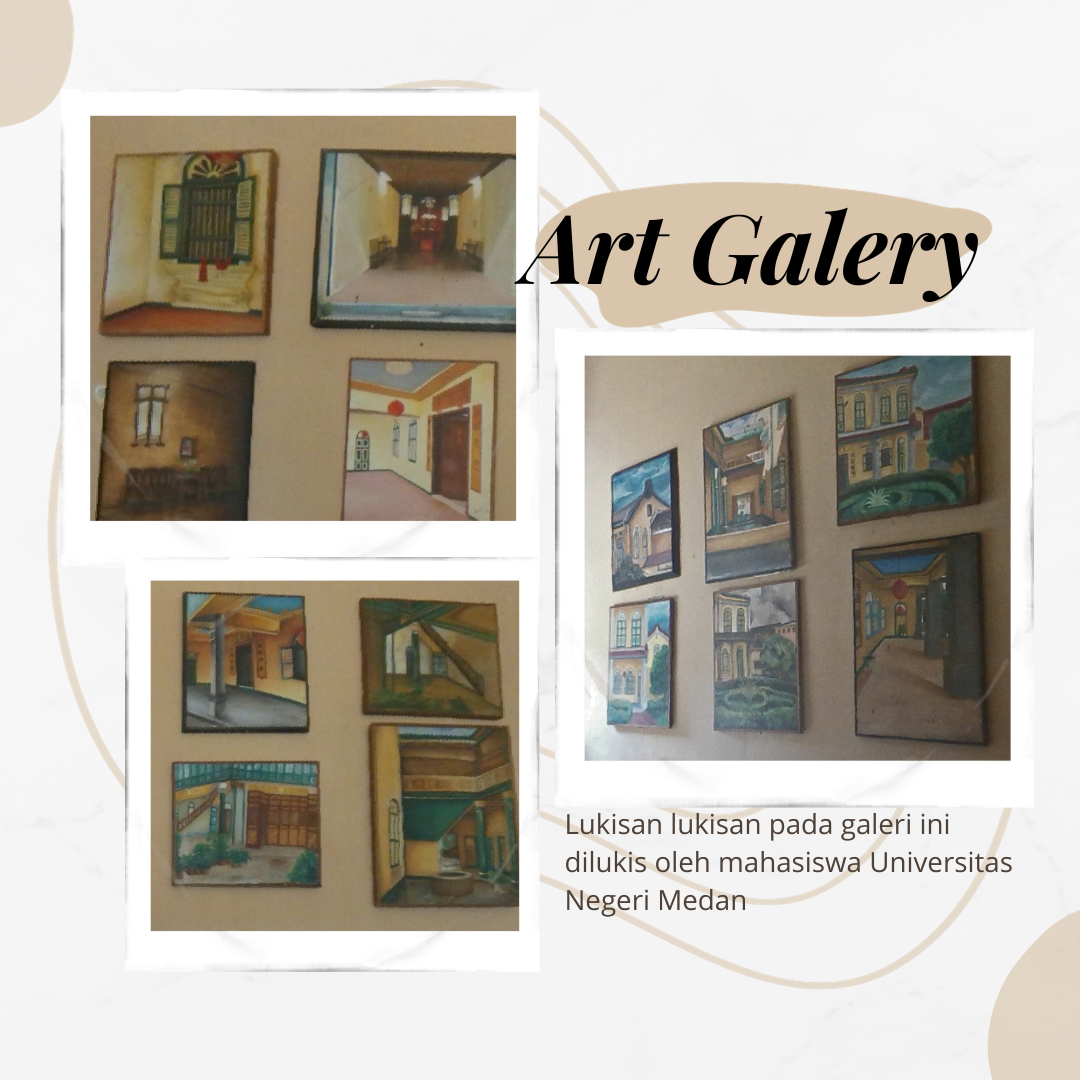 Art Galery
Lukisan lukisan pada galeri ini
dilukis oleh mahasiswa Universitas
Negeri Medan